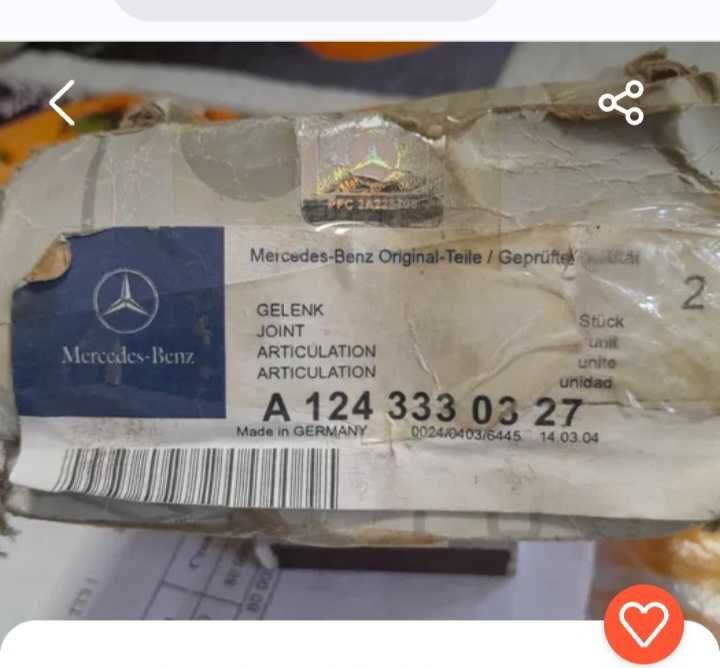 Mercedes-Benz Original-Teile / Geprüfte
2
GELENK
JOINT
ARTICULATION
ARTICULATION
Stück
unit
unite
unidad
Mercedes-Benz
A 124 333 03 27
Made in GERMANY 0024/0403/6445 14.03.04